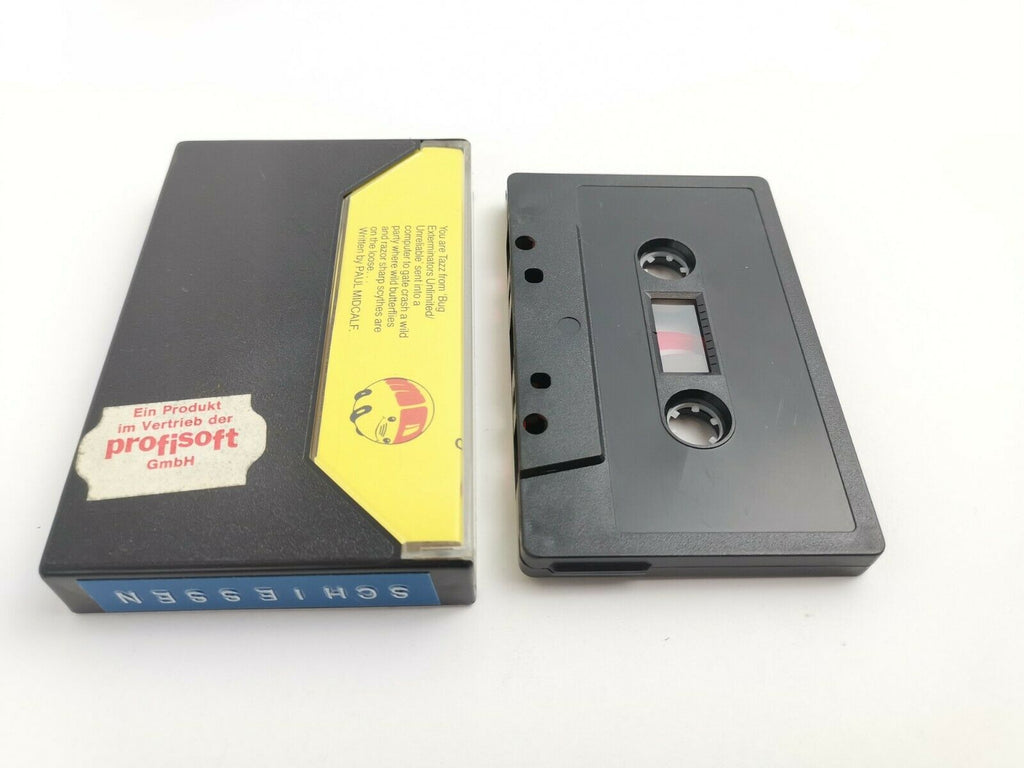 You are Tazz from 'Bug
Exterminators Unlimited/
Unreliable' sent into a
computer to gate crash a wild
party where wild butterflies
and razor sharp scythes are
on the loose...
Written by PAUL MIDCALF.
Ein Produkt
im Vertrieb der
profisoft
GmbH
SCHIESSEN